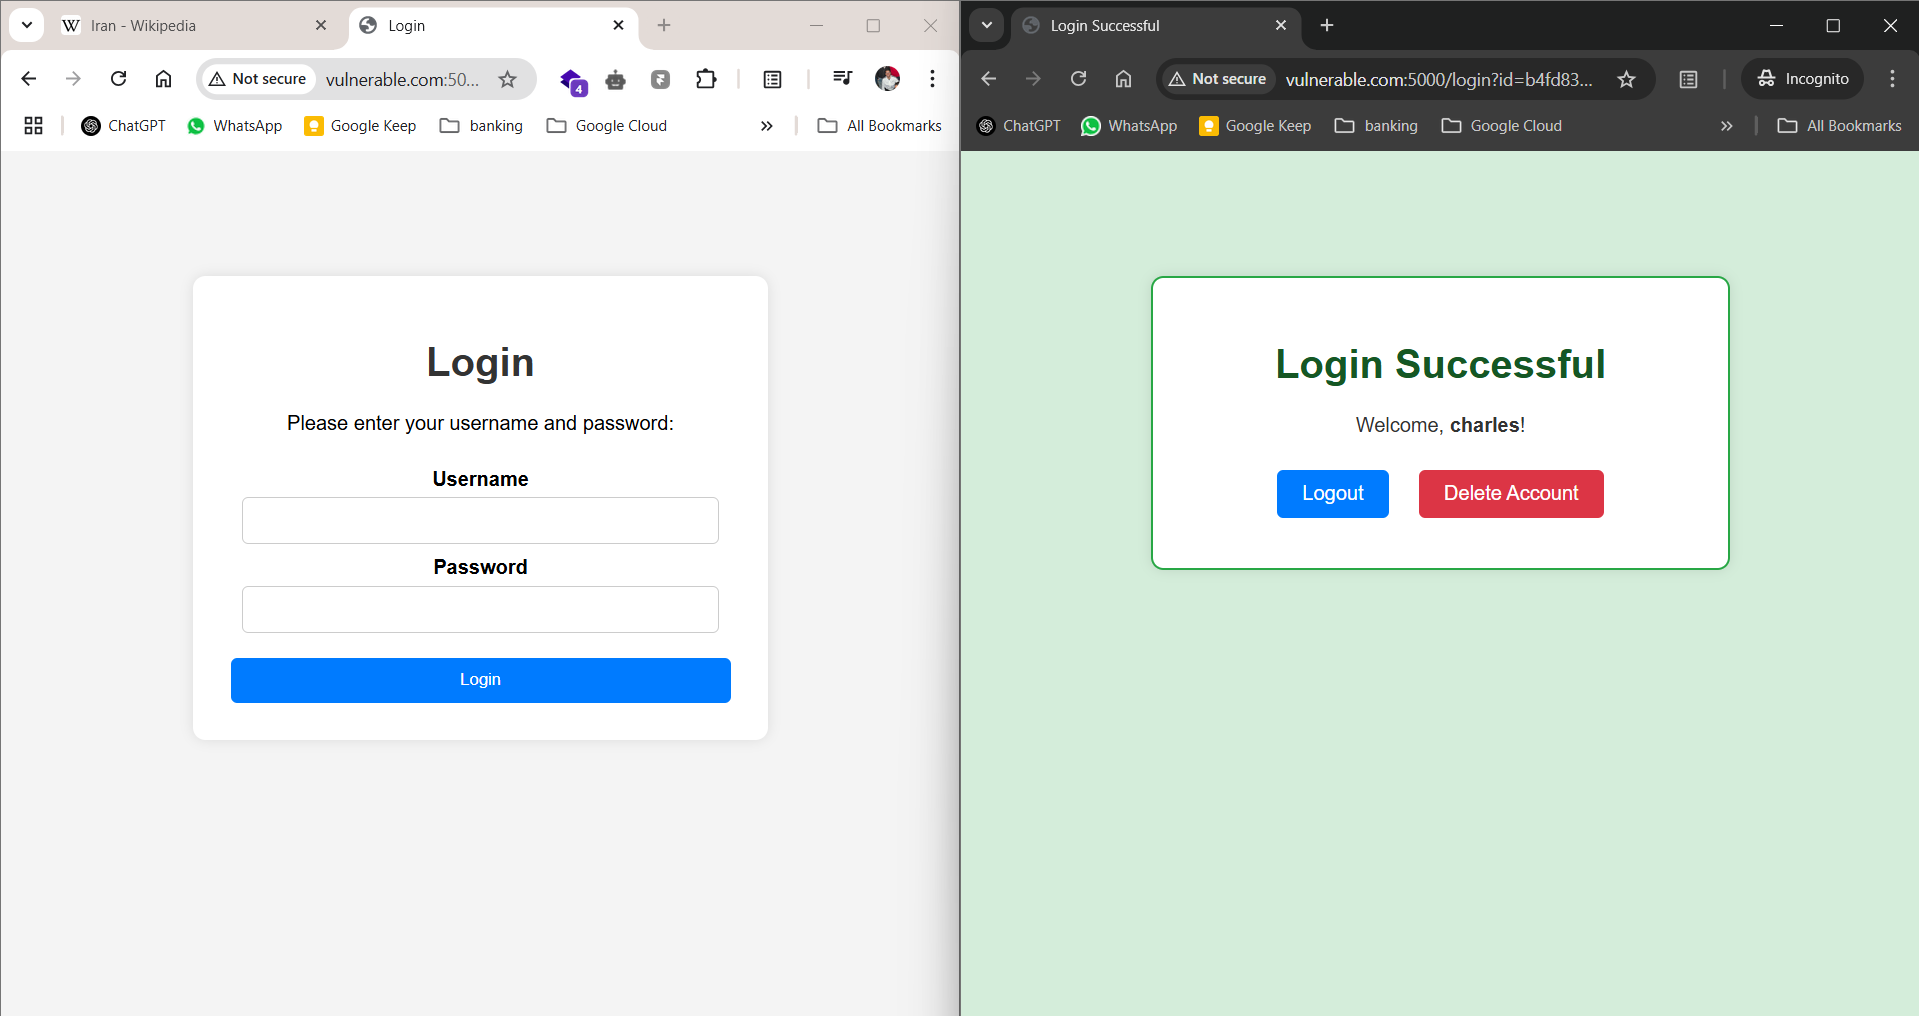 Iran - Wikipedia
Login
Not secure
vulnerable.com:50...
4
ChatGPT
WhatsApp
Google Keep
banking
Google Cloud
All Bookmarks
Login
Please enter your username and password:
Username
Password
Login
Login Successful
Not secure
vulnerable.com:5000/login?id=b4fd83...
Incognito
ChatGPT
WhatsApp
Google Keep
banking
Google Cloud
All Bookmarks
Login Successful
Welcome, charles!
Logout
Delete Account